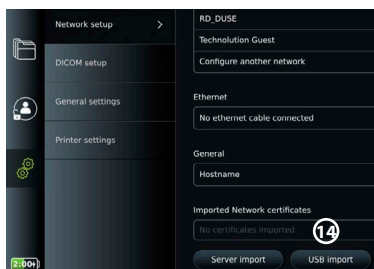 Network setup
RD_DUSE
Technolution Guest
DICOM setup
Configure another network
General settings
Ethernet
No ethernet cable connected
Printer settings
General
Hostname
Imported Network certificates
No certificates imported
14
Server import
USB import
2:00